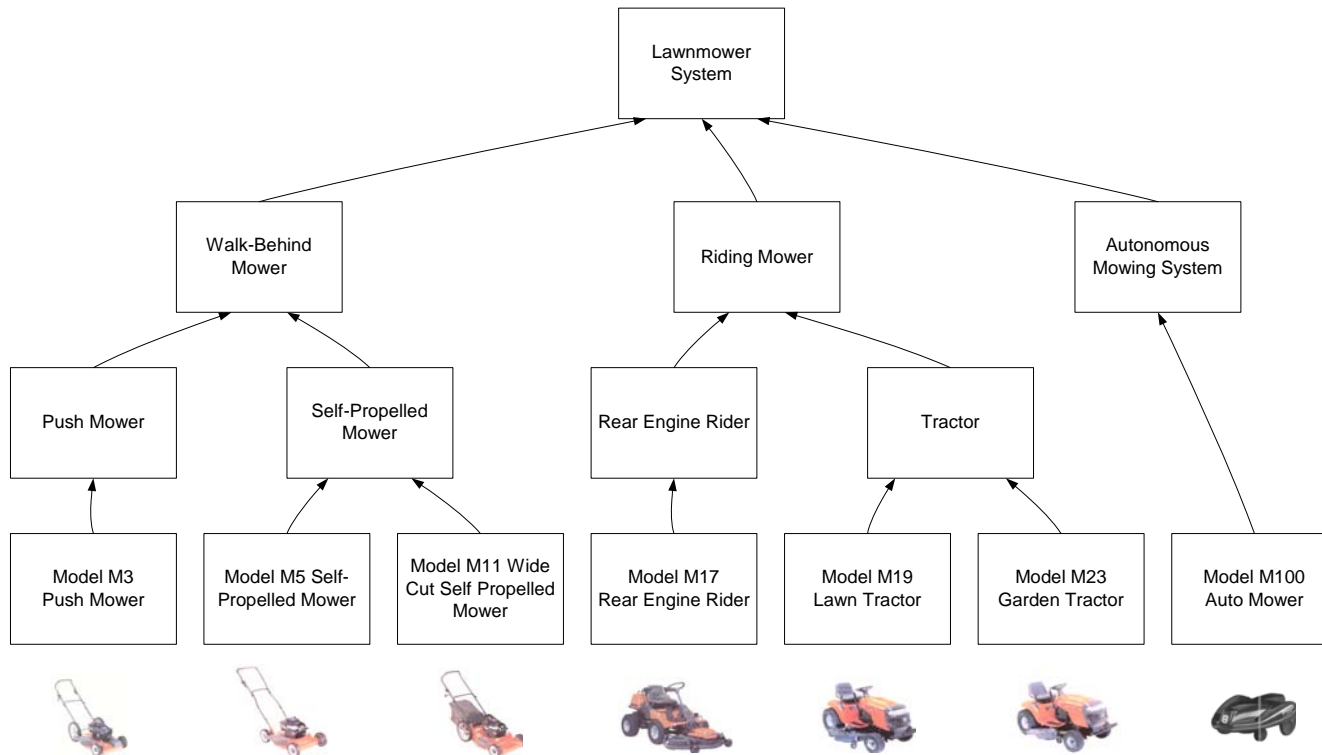 Lawnmower
System
Walk-Behind
Mower
Riding Mower
Autonomous
Mowing System
Push Mower
Self-Propelled
Mower
Rear Engine Rider
Tractor
Model M3
Push Mower
Model M5 Self-
Propelled Mower
Model M11 Wide
Cut Self Propelled
Mower
Model M17
Rear Engine Rider
Model M19
Lawn Tractor
Model M23
Garden Tractor
Model M100
Auto Mower